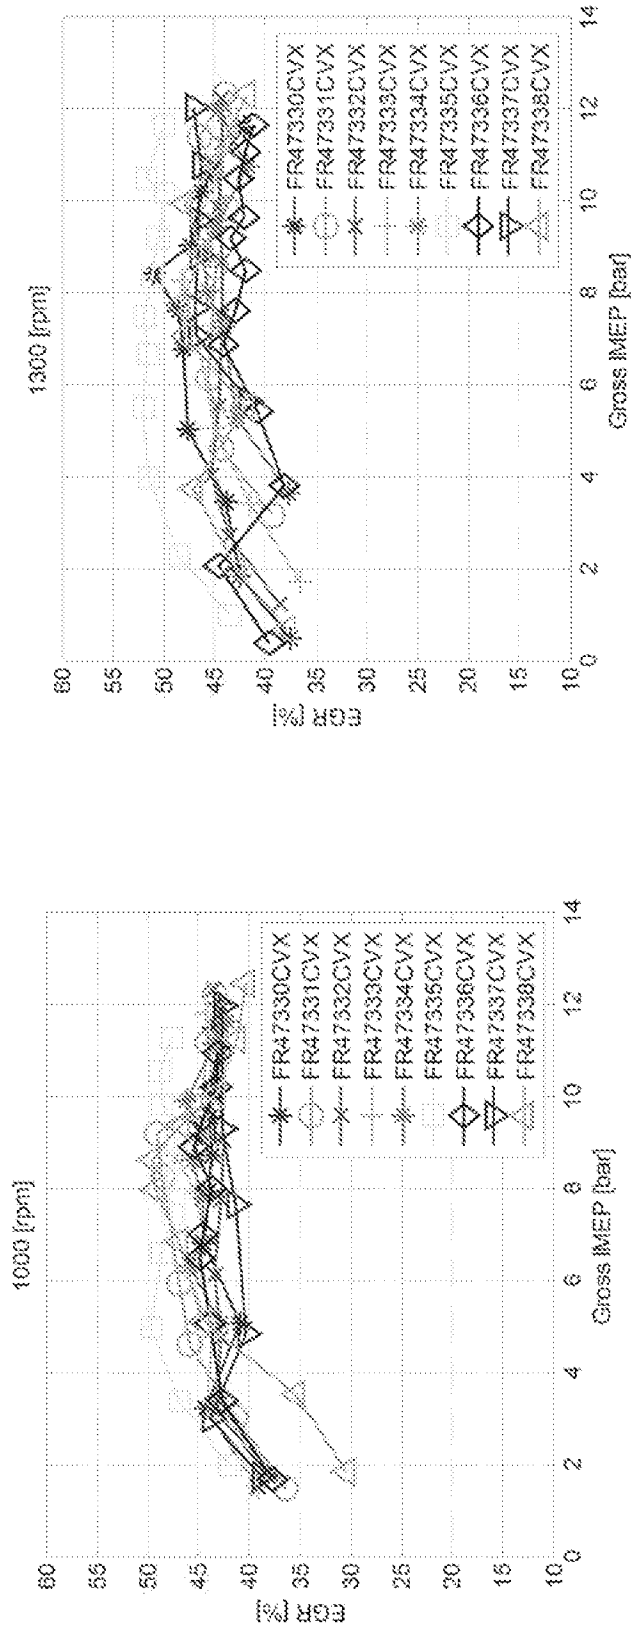 1000 [rpm]
60
55
50
45
40
35
30
25
20
15
10
EGR [%]
FR47330CVX
FR47331CVX
FR47332CVX
FR47333CVX
FR47334CVX
FR47335CVX
FR47336CVX
FR47337CVX
FR47338CVX
0 2 4 6 8 10 12 14
Gross IMEP [bar]
1300 [rpm]
60
55
50
45
40
35
30
25
20
15
10
EGR [%]
FR47330CVX
FR47331CVX
FR47332CVX
FR47333CVX
FR47334CVX
FR47335CVX
FR47336CVX
FR47337CVX
FR47338CVX
0 2 4 6 8 10 12 14
Gross IMEP [bar]